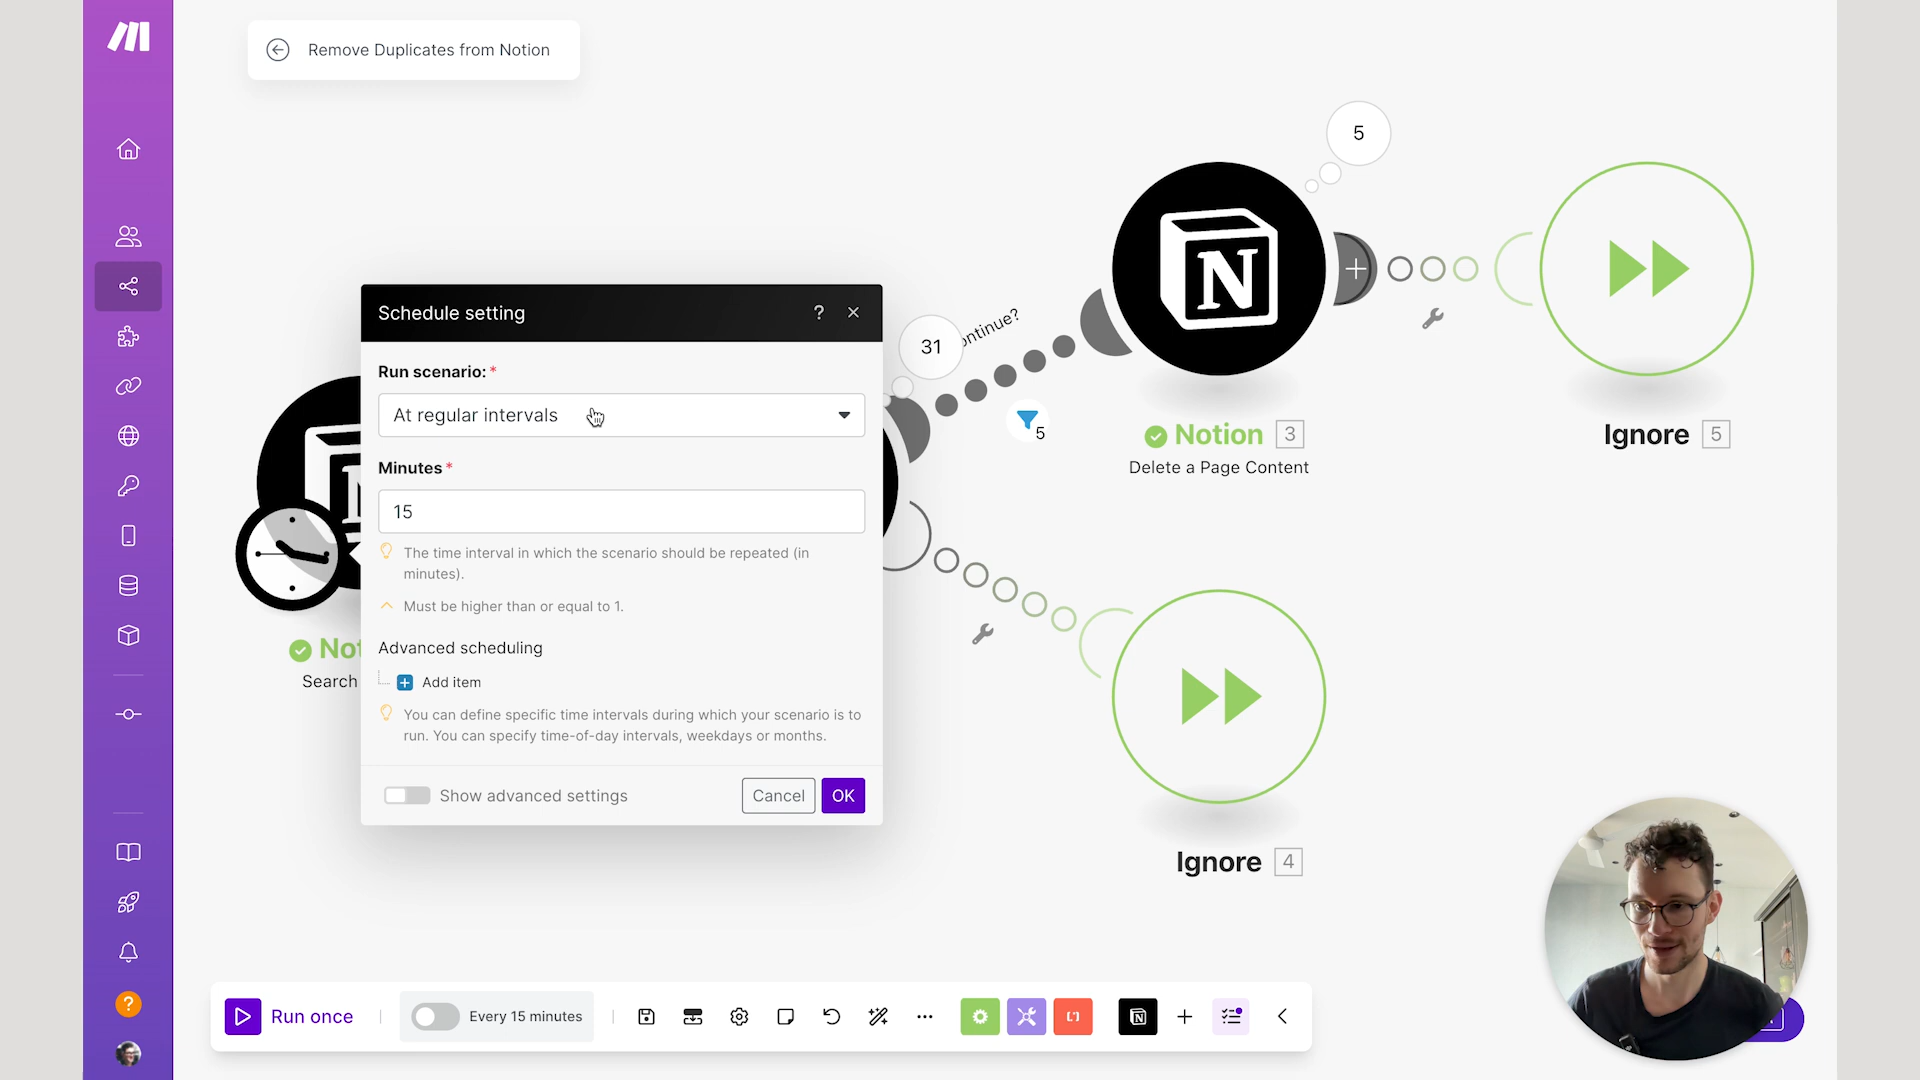 Remove Duplicates from Notion
5
Schedule setting
?
Run scenario: *
At regular intervals
Minutes *
15
The time interval in which the scenario should be repeated (in
minutes).
Must be higher than or equal to 1.
Advanced scheduling
Add item
You can define specific time intervals during which your scenario is to
run. You can specify time-of-day intervals, weekdays or months.
Show advanced settings
Cancel
OK
31
5
N
Notion 3
Delete a Page Content
Ignore 5
Ignore 4
Not
Search
?
Run once
Every 15 minutes